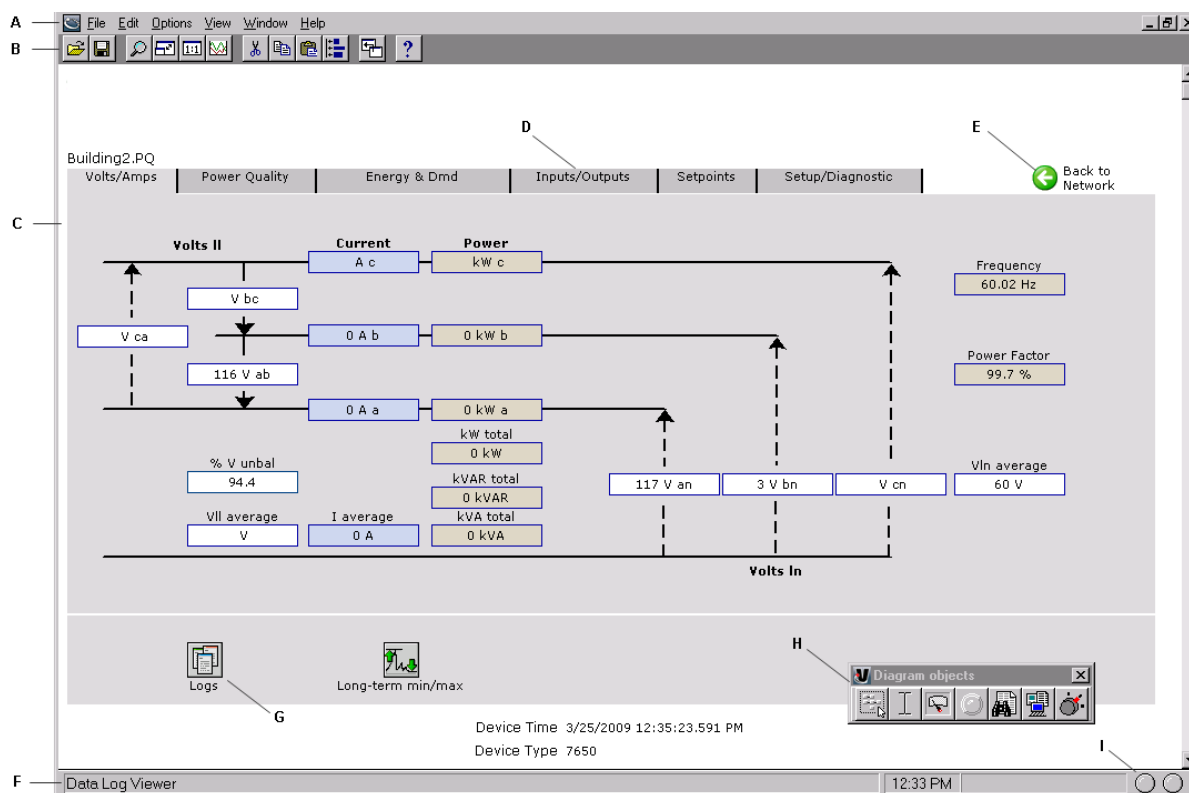 A
File Edit Options View Window Help
B
1:1
?
D
E
Building2.PQ
Back to
Network
Volts/Amps Power Quality Energy & Dmd Inputs/Outputs Setpoints Setup/Diagnostic
C
Volts ll Current Power
A c kW c
Frequency
60.02 Hz
V bc
V ca
0 A b 0 kW b
Power Factor
99.7 %
116 V ab
0 A a 0 kW a
kW total
0 kW
% V unbal
94.4
Vln average
117 V an 3 V bn V cn 60 V
kVAR total
0 kVAR
Vll average I average kVA total
V 0 A 0 kVA
Volts ln
H
Diagram objects
Logs Long-term min/max
G
Device Time 3/25/2009 12:35:23.591 PM
Device Type 7650
I
F
Data Log Viewer 12:33 PM